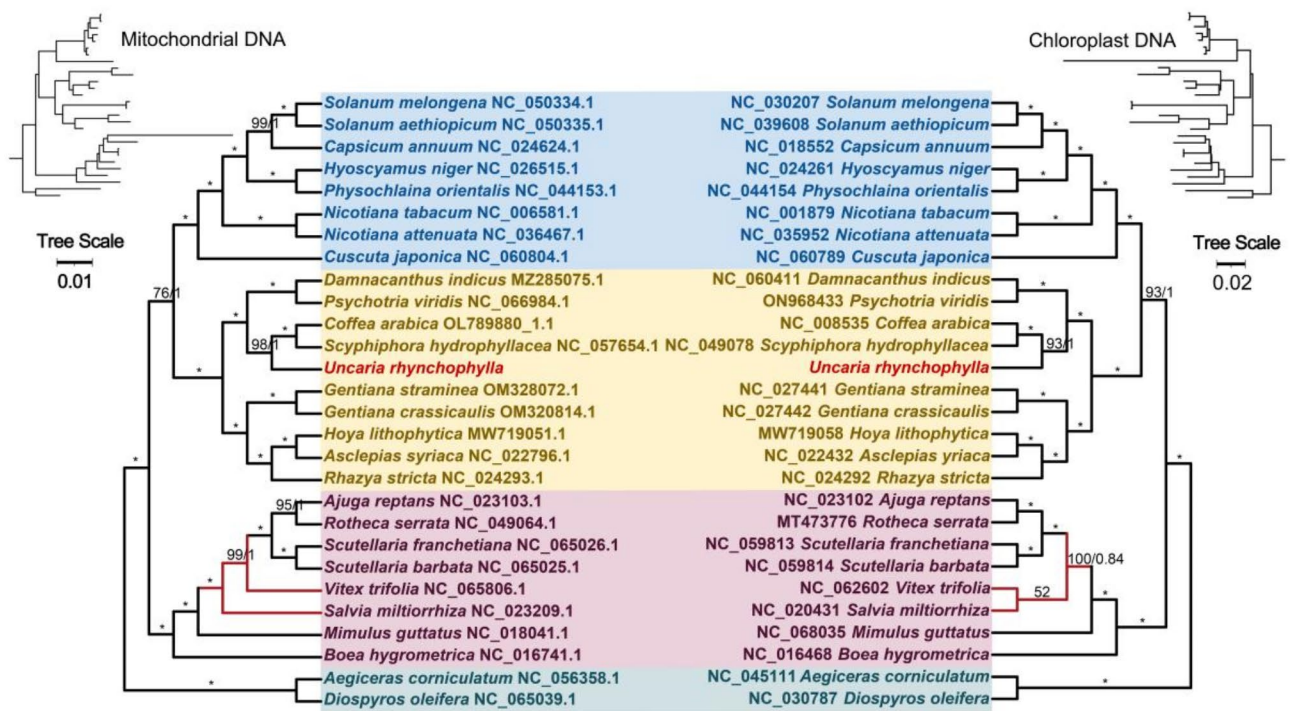 Mitochondrial DNA
Chloroplast DNA
Tree Scale
0.01
Tree Scale
0.02
Solanum melongena NC_050334.1 NC_030207 Solanum melongena
Solanum aethiopicum NC_050335.1 NC_039608 Solanum aethiopicum
Capsicum annuum NC_024624.1 NC_018552 Capsicum annuum
Hyoscyamus niger NC_026515.1 NC_024261 Hyoscyamus niger
Physochlaina orientalis NC_044153.1 NC_044154 Physochlaina orientalis
Nicotiana tabacum NC_006581.1 NC_001879 Nicotiana tabacum
Nicotiana attenuata NC_036467.1 NC_035952 Nicotiana attenuata
Cuscuta japonica NC_060804.1 NC_060789 Cuscuta japonica
Damnacanthus indicus MZ285075.1 NC_060411 Damnacanthus indicus
Psychotria viridis NC_066984.1 ON968433 Psychotria viridis
Coffea arabica OL789880_1.1 NC_008535 Coffea arabica
Scyphiphora hydrophyllacea NC_057654.1 NC_049078 Scyphiphora hydrophyllacea
Uncaria rhynchophylla Uncaria rhynchophylla
Gentiana straminea OM328072.1 NC_027441 Gentiana straminea
Gentiana crassicaulis OM320814.1 NC_027442 Gentiana crassicaulis
Hoya lithophytica MW719051.1 MW719058 Hoya lithophytica
Asclepias syriaca NC_022796.1 NC_022432 Asclepias yriaca
Rhazya stricta NC_024293.1 NC_024292 Rhazya stricta
Ajuga reptans NC_023103.1 NC_023102 Ajuga reptans
Rotheca serrata NC_049064.1 MT473776 Rotheca serrata
Scutellaria franchetiana NC_065026.1 NC_059813 Scutellaria franchetiana
Scutellaria barbata NC_065025.1 NC_059814 Scutellaria barbata
Vitex trifolia NC_065806.1 NC_062602 Vitex trifolia
Salvia miltiorrhiza NC_023209.1 NC_020431 Salvia miltiorrhiza
Mimulus guttatus NC_018041.1 NC_068035 Mimulus guttatus
Boea hygrometrica NC_016741.1 NC_016468 Boea hygrometrica
Aegiceras corniculatum NC_056358.1 NC_045111 Aegiceras corniculatum
Diospyros oleifera NC_065039.1 NC_030787 Diospyros oleifera
99/1
76/1
98/1
95/1
99/1
93/1
93/1
100/0.84
52